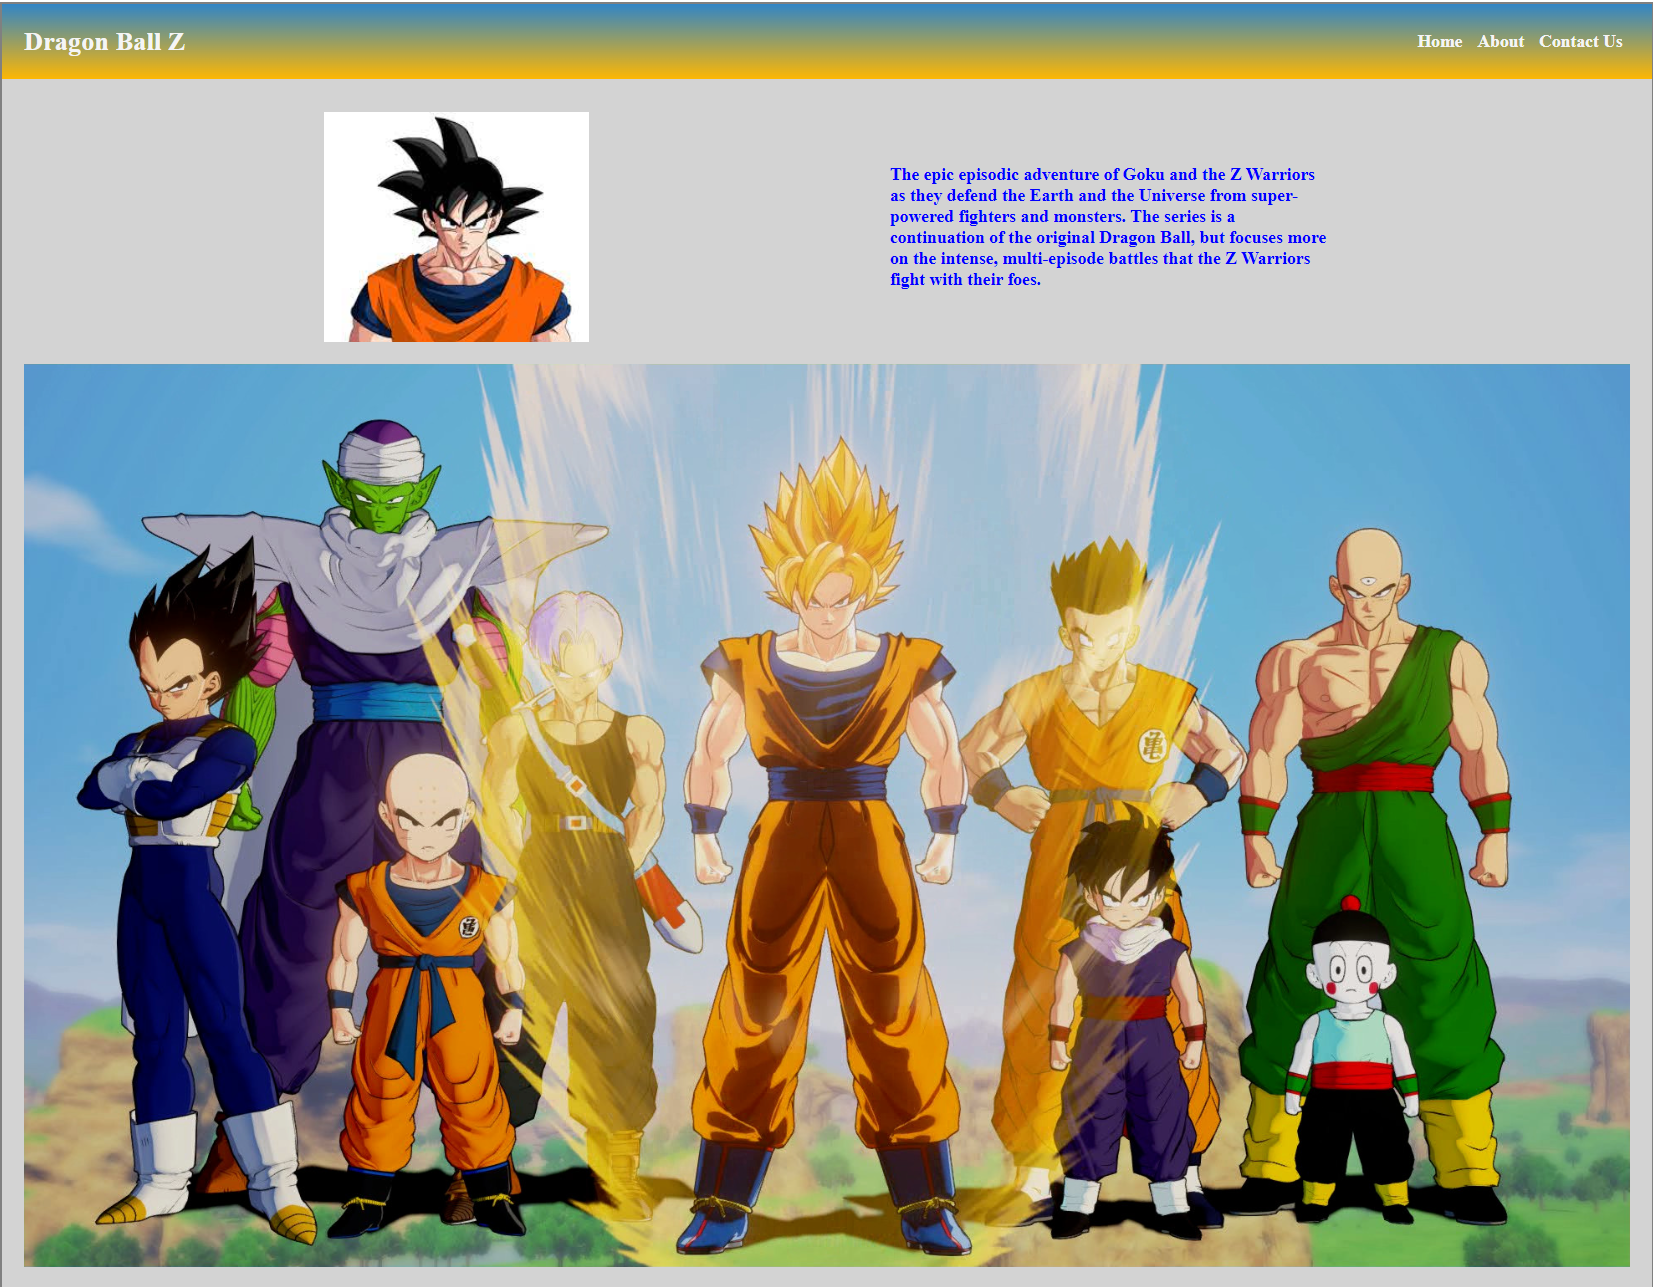 Dragon Ball Z
Home About Contact Us
The epic episodic adventure of Goku and the Z Warriors
as they defend the Earth and the Universe from super-
powered fighters and monsters. The series is a
continuation of the original Dragon Ball, but focuses more
on the intense, multi-episode battles that the Z Warriors
fight with their foes.
亀
亀